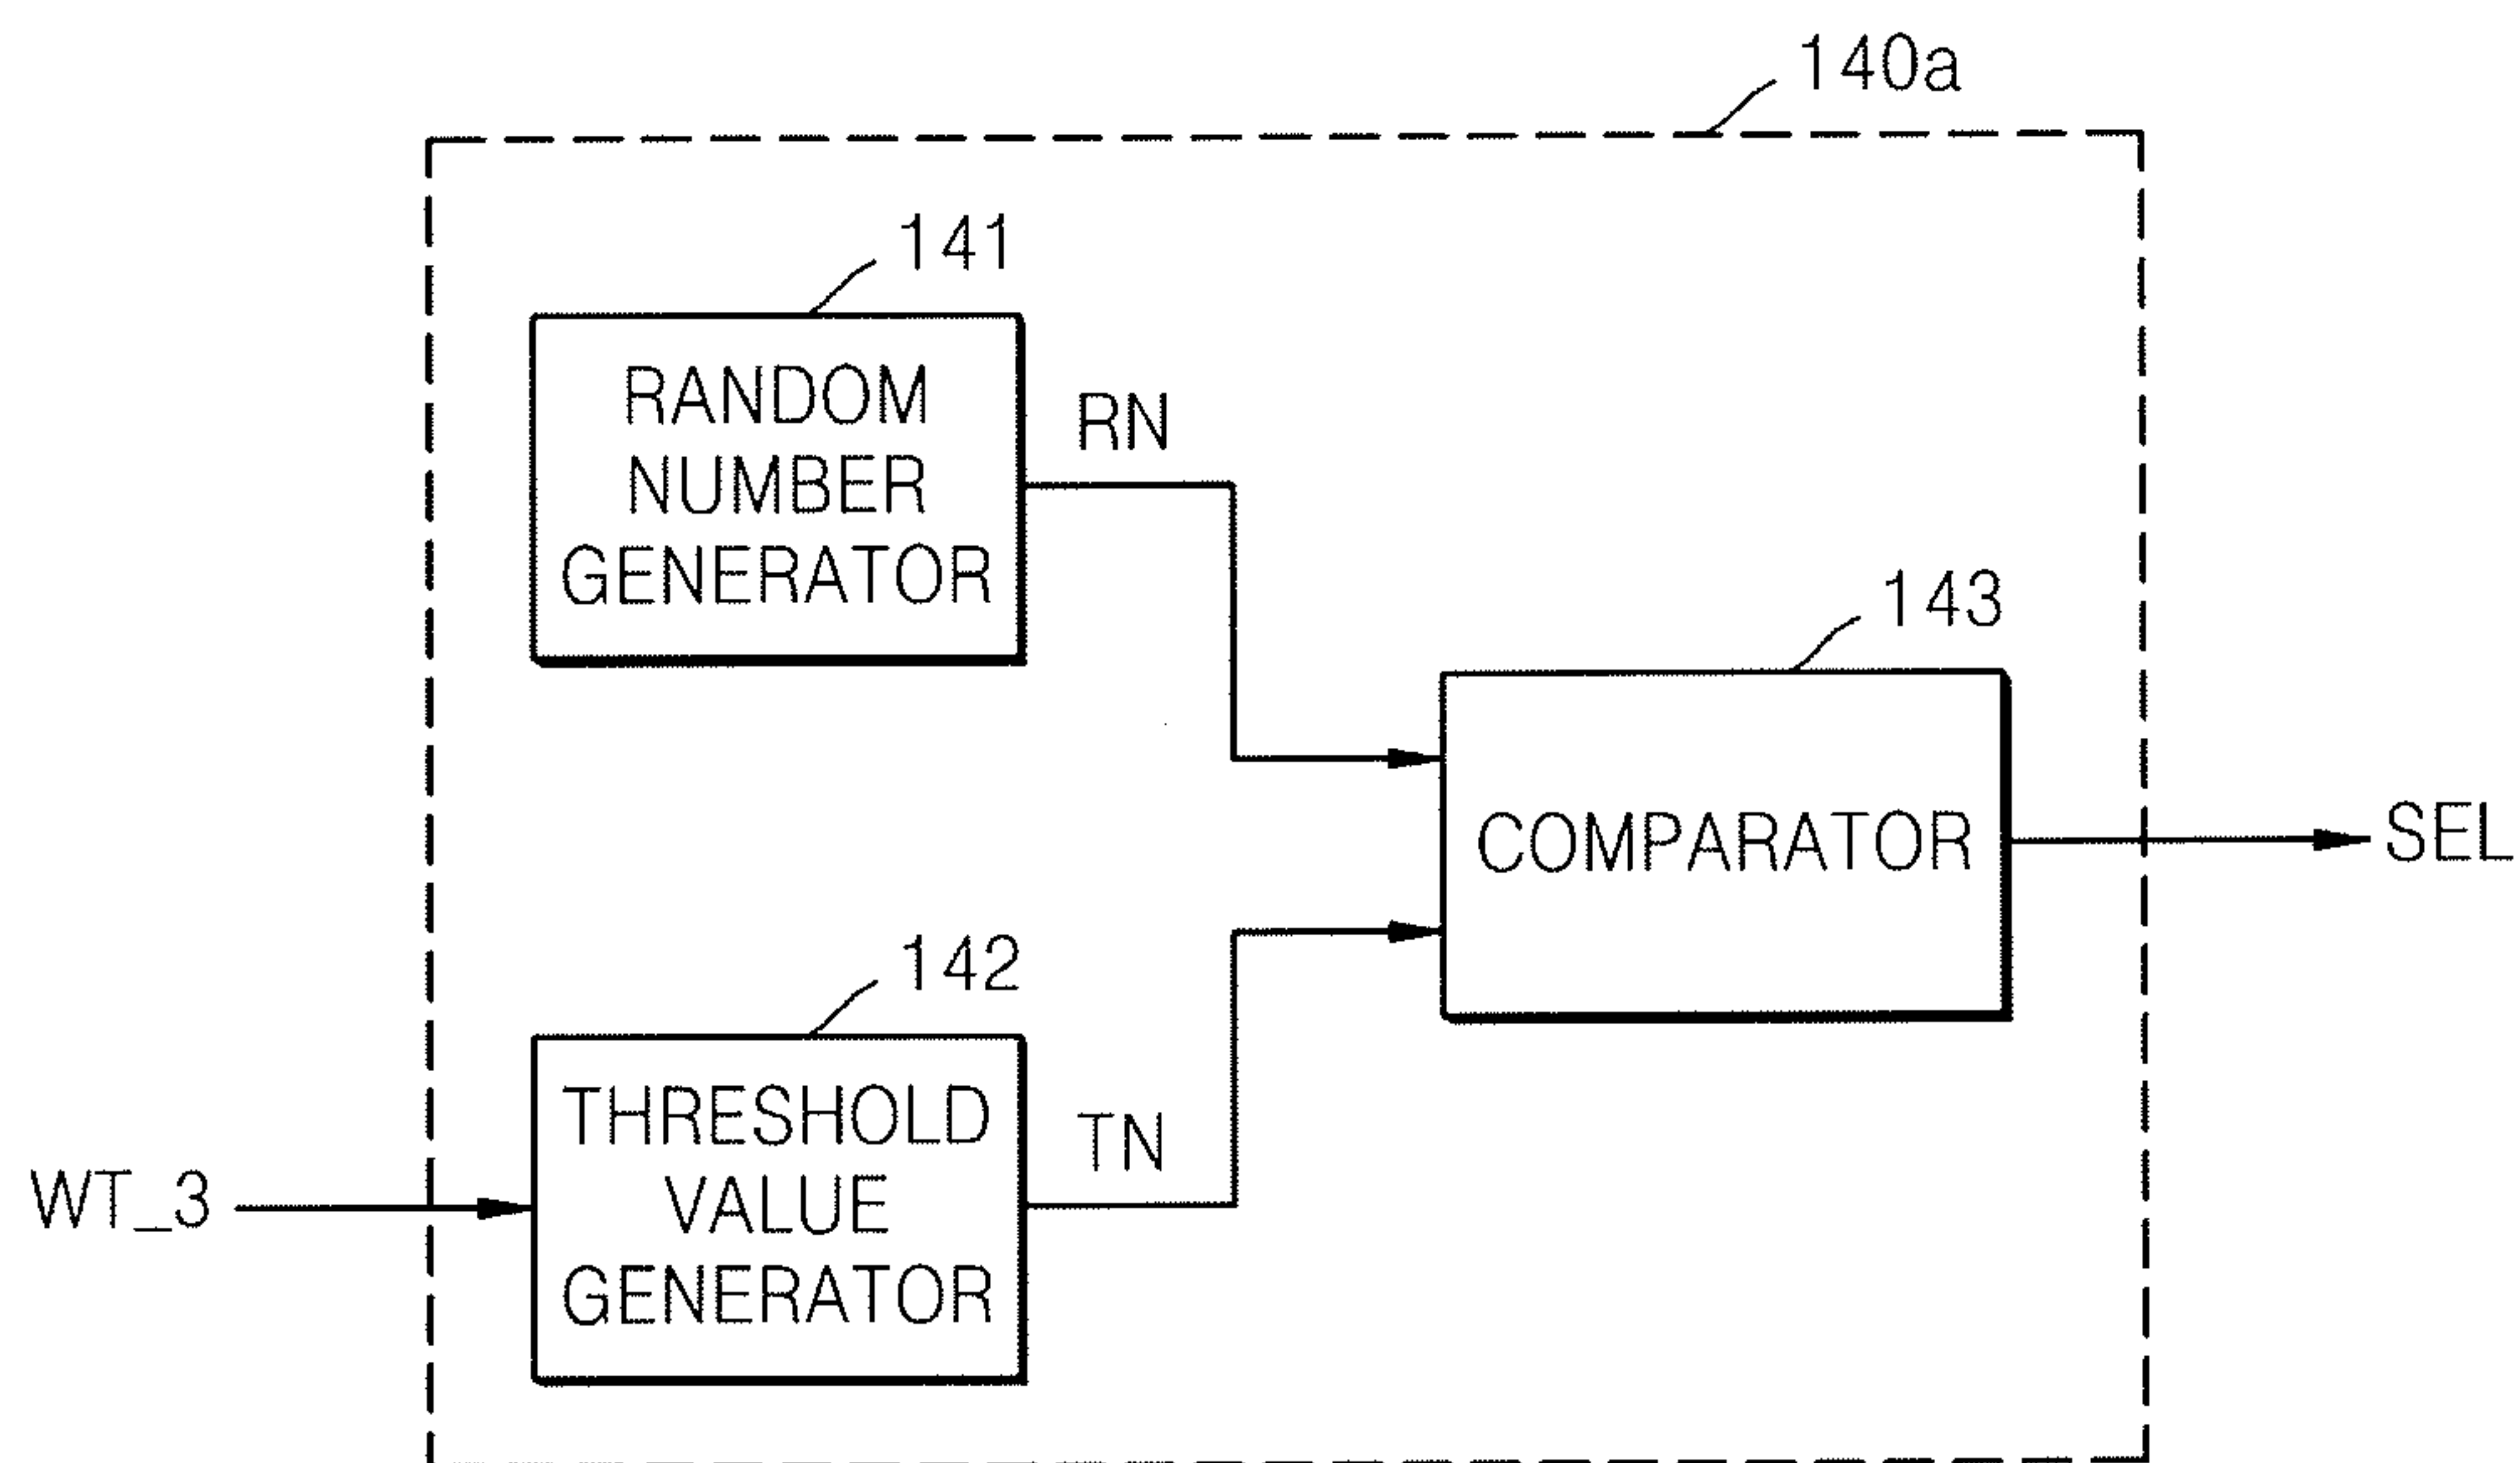 140a
141
RANDOM
NUMBER
GENERATOR
RN
143
COMPARATOR
SEL
142
THRESHOLD
VALUE
GENERATOR
TN
WT_3